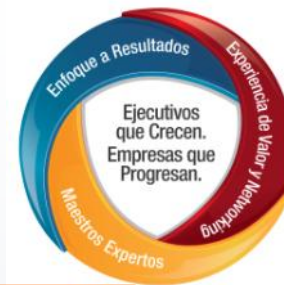 Enfoque a Resultados
Experiencia de Valor y Networking
Ejecutivos
que Crecen.
Empresas que
Progresan.
Maestros Expertos